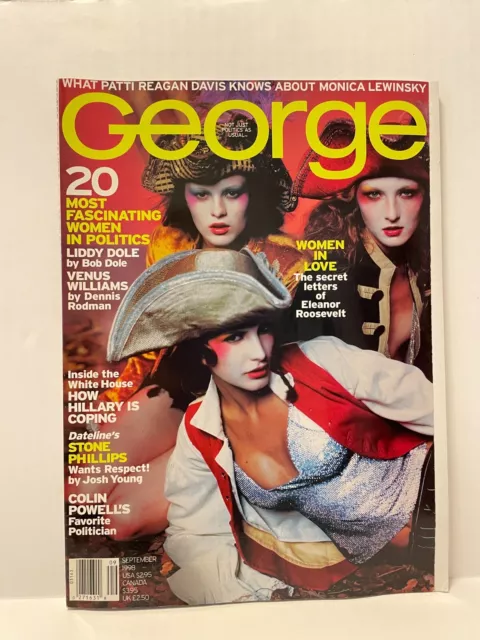 WHAT PATTI REAGAN DAVIS KNOWS ABOUT MONICA LEWINSKY
George
NOT JUST
POLITICS AS
USUAL
20
MOST
FASCINATING
WOMEN
IN POLITICS
LIDDY DOLE
by Bob Dole
VENUS
WILLIAMS
by Dennis
Rodman
WOMEN
IN
LOVE
The secret
letters
of
Eleanor
Roosevelt
Inside the
White House
HOW
HILLARY IS
COPING
Dateline's
STONE
PHILLIPS
Wants Respect!
by Josh Young
COLIN
POWELL'S
Favorite
Politician
SEPTEMBER
1998
USA $2.95
CANADA
$3.95
UK £2.50
09